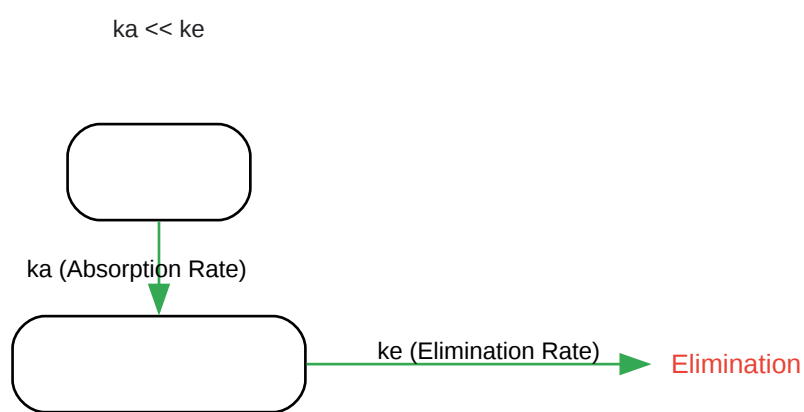 ka << ke
ka (Absorption Rate)
ke (Elimination Rate)
Elimination